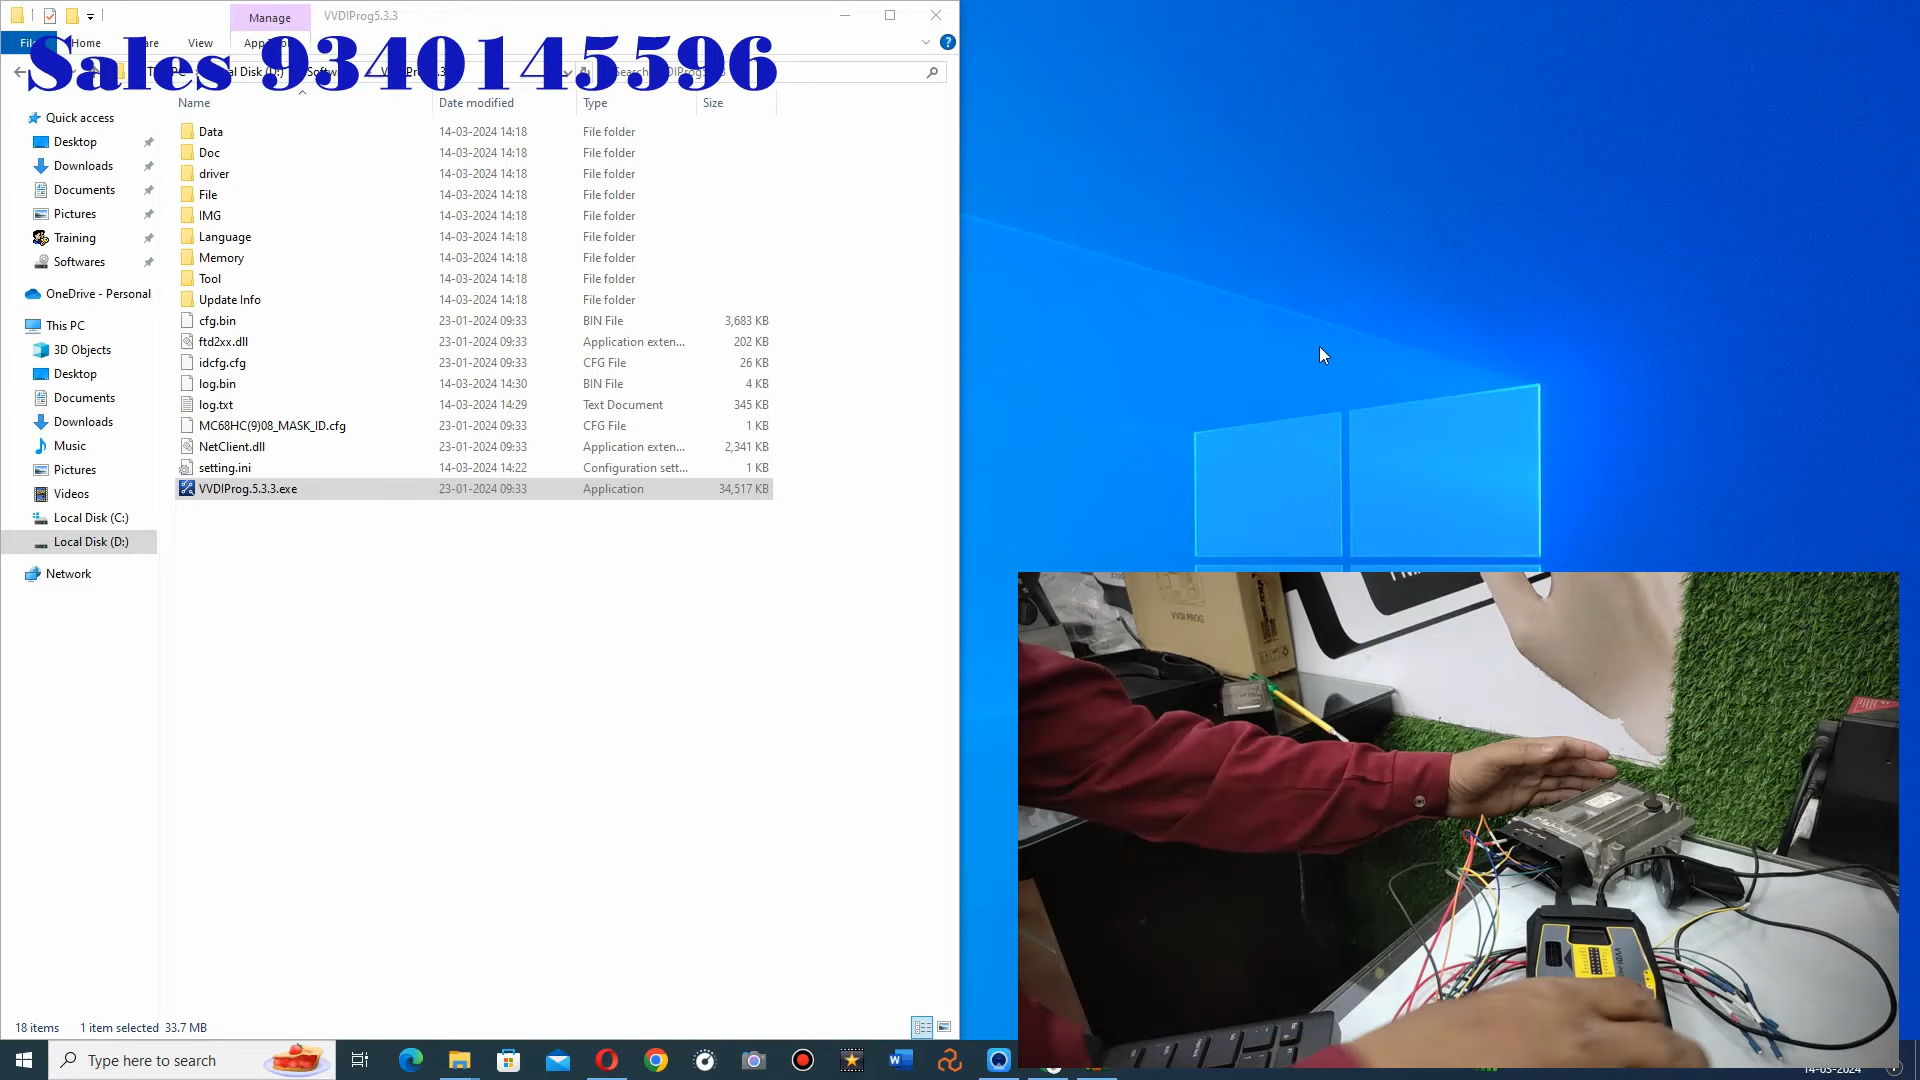 Manage
VVDIProg5.3.3
Home
View
Sales 9340145596
Name
Date modified
Type
Size
Data 14-03-2024 14:18 File folder
Doc 14-03-2024 14:18 File folder
driver 14-03-2024 14:18 File folder
File 14-03-2024 14:18 File folder
IMG 14-03-2024 14:18 File folder
Language 14-03-2024 14:18 File folder
Memory 14-03-2024 14:18 File folder
Tool 14-03-2024 14:18 File folder
Update Info 14-03-2024 14:18 File folder
cfg.bin 23-01-2024 09:33 BIN File 3,683 KB
ftd2xx.dll 23-01-2024 09:33 Application exten... 202 KB
idcfg.cfg 23-01-2024 09:33 CFG File 26 KB
log.bin 14-03-2024 14:30 BIN File 4 KB
log.txt 14-03-2024 14:29 Text Document 345 KB
MC68HC(9)08_MASK_ID.cfg 23-01-2024 09:33 CFG File 1 KB
NetClient.dll 23-01-2024 09:33 Application exten... 2,341 KB
setting.ini 14-03-2024 14:22 Configuration sett... 1 KB
VVDIProg.5.3.3.exe 23-01-2024 09:33 Application 34,517 KB
Quick access
Desktop
Downloads
Documents
Pictures
Training
Softwares
OneDrive - Personal
This PC
3D Objects
Desktop
Documents
Downloads
Music
Pictures
Videos
Local Disk (C:)
Local Disk (D:)
Network
18 items 1 item selected 33.7 MB
Type here to search
VVDI PROG
14-03-2024